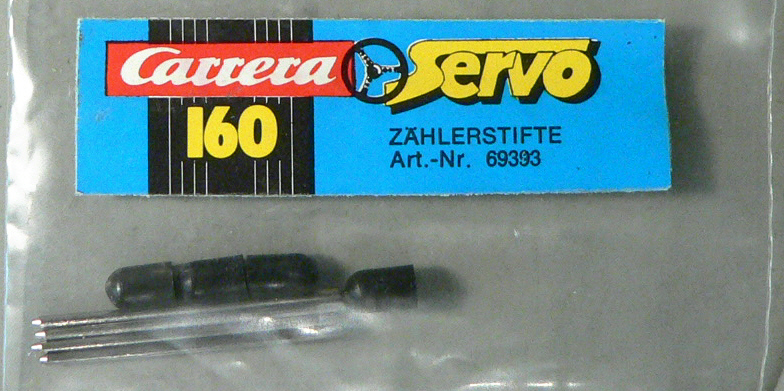 Carrera Servo
160
ZÄHLERSTIFTE
Art.-Nr. 69393